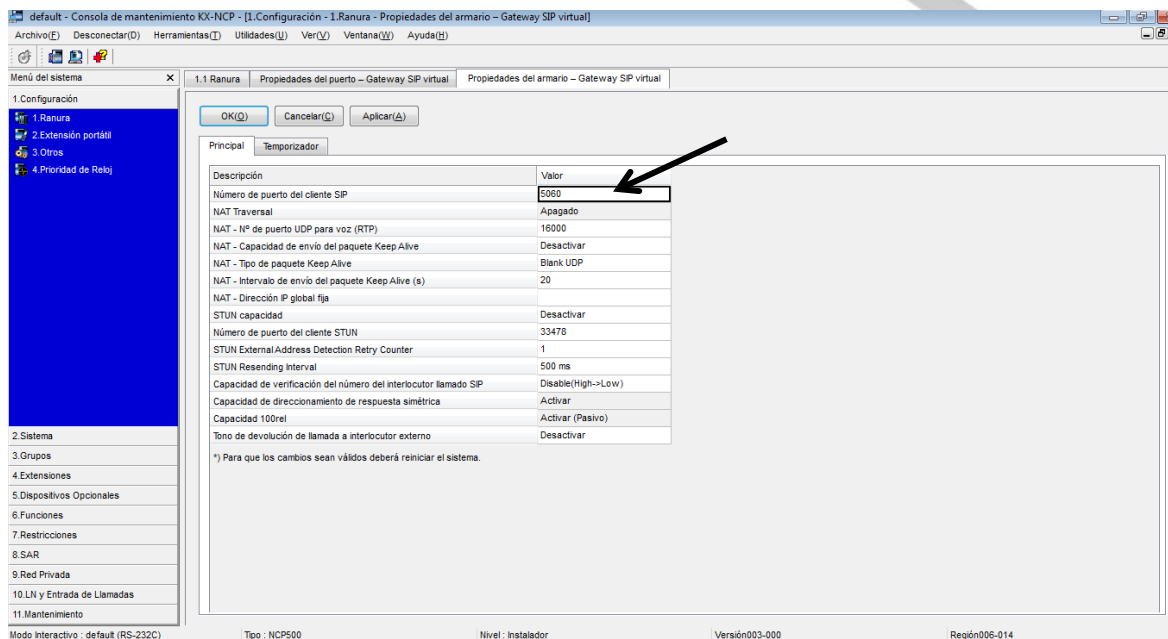 default - Consola de mantenimiento KX-NCP - [1.Configuración - 1.Ranura - Propiedades del armario – Gateway SIP virtual]
Archivo(F) Desconectar(D) Herramientas(T) Utilidades(U) Ver(V) Ventana(W) Ayuda(H)
Menú del sistema X
1.1 Ranura Propiedades del puerto – Gateway SIP virtual Propiedades del armario – Gateway SIP virtual
1.Configuración
1.Ranura
2.Extensión portátil
3.Otros
4.Prioridad de Reloj
2.Sistema
3.Grupos
4.Extensiones
5.Dispositivos Opcionales
6.Funciones
7.Restricciones
8.SAR
9.Red Privada
10.LN y Entrada de Llamadas
11.Mantenimiento
OK(O) Cancelar(C) Aplicar(A)
Principal Temporizador
Descripción Valor
Número de puerto del cliente SIP 5060
NAT Traversal Apagado
NAT - Nº de puerto UDP para voz (RTP) 16000
NAT - Capacidad de envío del paquete Keep Alive Desactivar
NAT - Tipo de paquete Keep Alive Blank UDP
NAT - Intervalo de envío del paquete Keep Alive (s) 20
NAT - Dirección IP global fija
STUN capacidad Desactivar
Número de puerto del cliente STUN 33478
STUN External Address Detection Retry Counter 1
STUN Resending Interval 500 ms
Capacidad de verificación del número del interlocutor llamado SIP Disable(High->Low)
Capacidad de direccionamiento de respuesta simétrica Activar
Capacidad 100rel Activar (Pasivo)
Tono de devolución de llamada a interlocutor externo Desactivar
*) Para que los cambios sean válidos deberá reiniciar el sistema.
Modo Interactivo : default (RS-232C) Tipo : NCP500 Nivel : Instalador Versión003-000 Región006-014